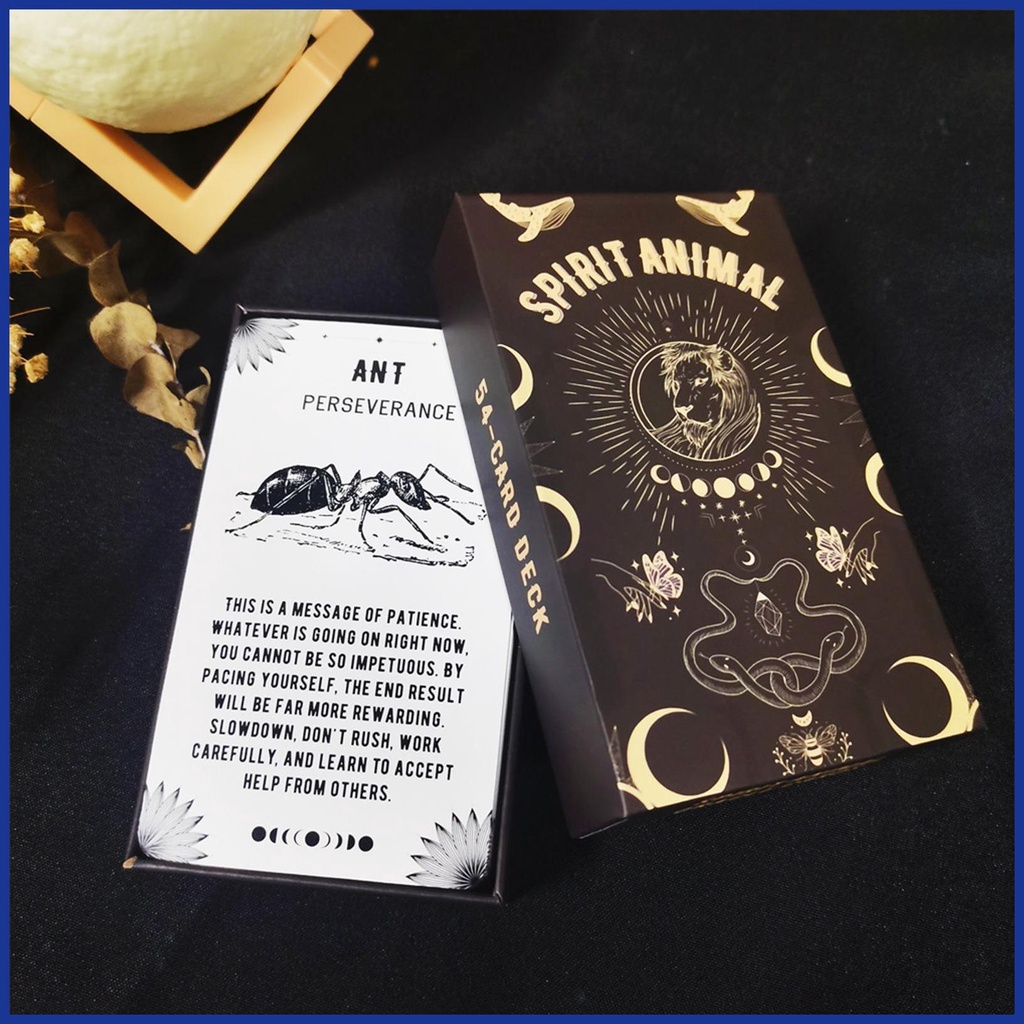 SPIRIT ANIMAL
54-CARD DECK
ANT
PERSEVERANCE
THIS IS A MESSAGE OF PATIENCE.
WHATEVER IS GOING ON RIGHT NOW,
YOU CANNOT BE SO IMPETUOUS. BY
PACING YOURSELF, THE END RESULT
WILL BE FAR MORE REWARDING.
SLOWDOWN, DON'T RUSH, WORK
CAREFULLY, AND LEARN TO ACCEPT
HELP FROM OTHERS.